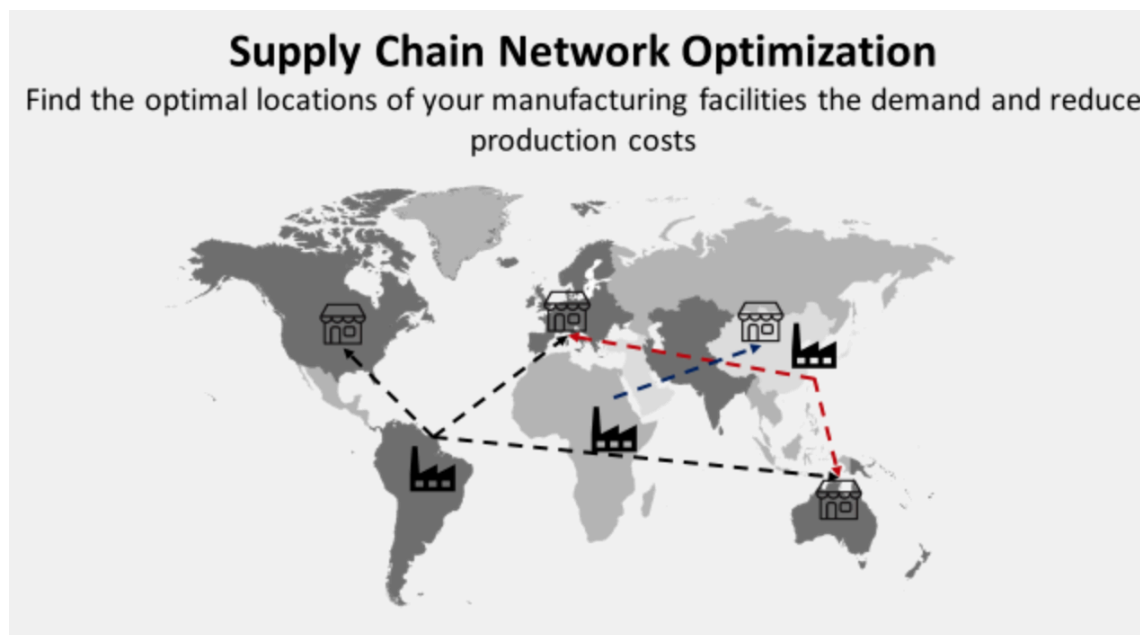 Supply Chain Network Optimization
Find the optimal locations of your manufacturing facilities the demand and reduce
production costs